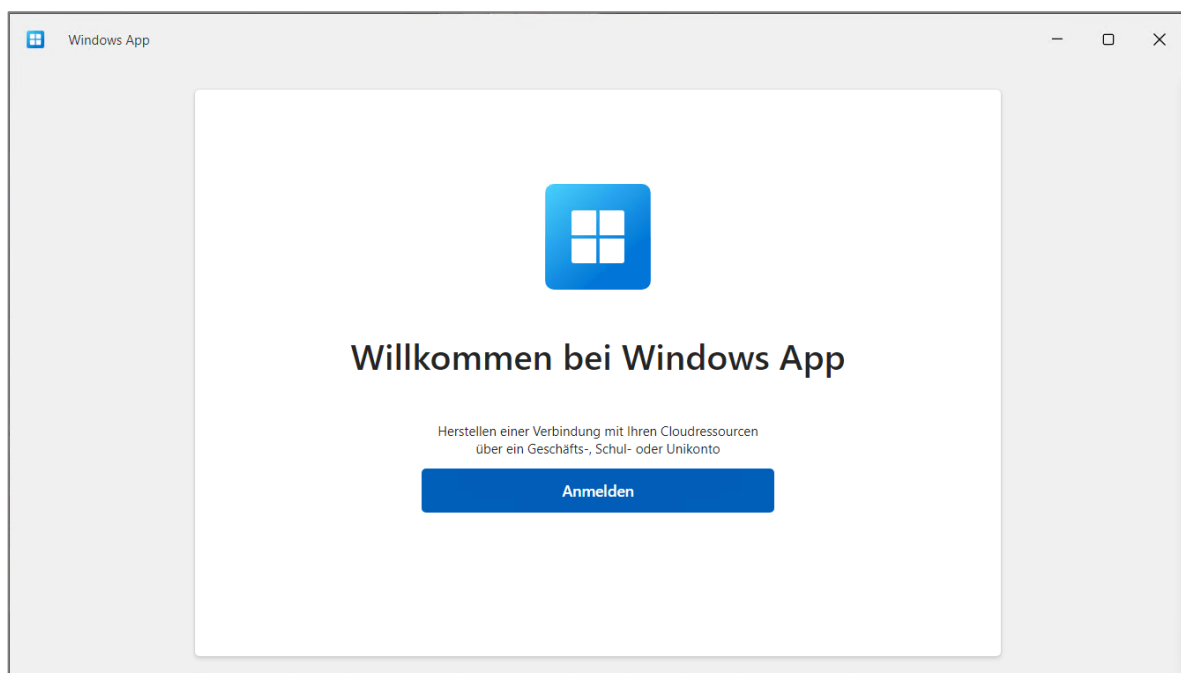 Windows App
Willkommen bei Windows App
Herstellen einer Verbindung mit Ihren Cloudressourcen
über ein Geschäfts-, Schul- oder Unikonto
Anmelden